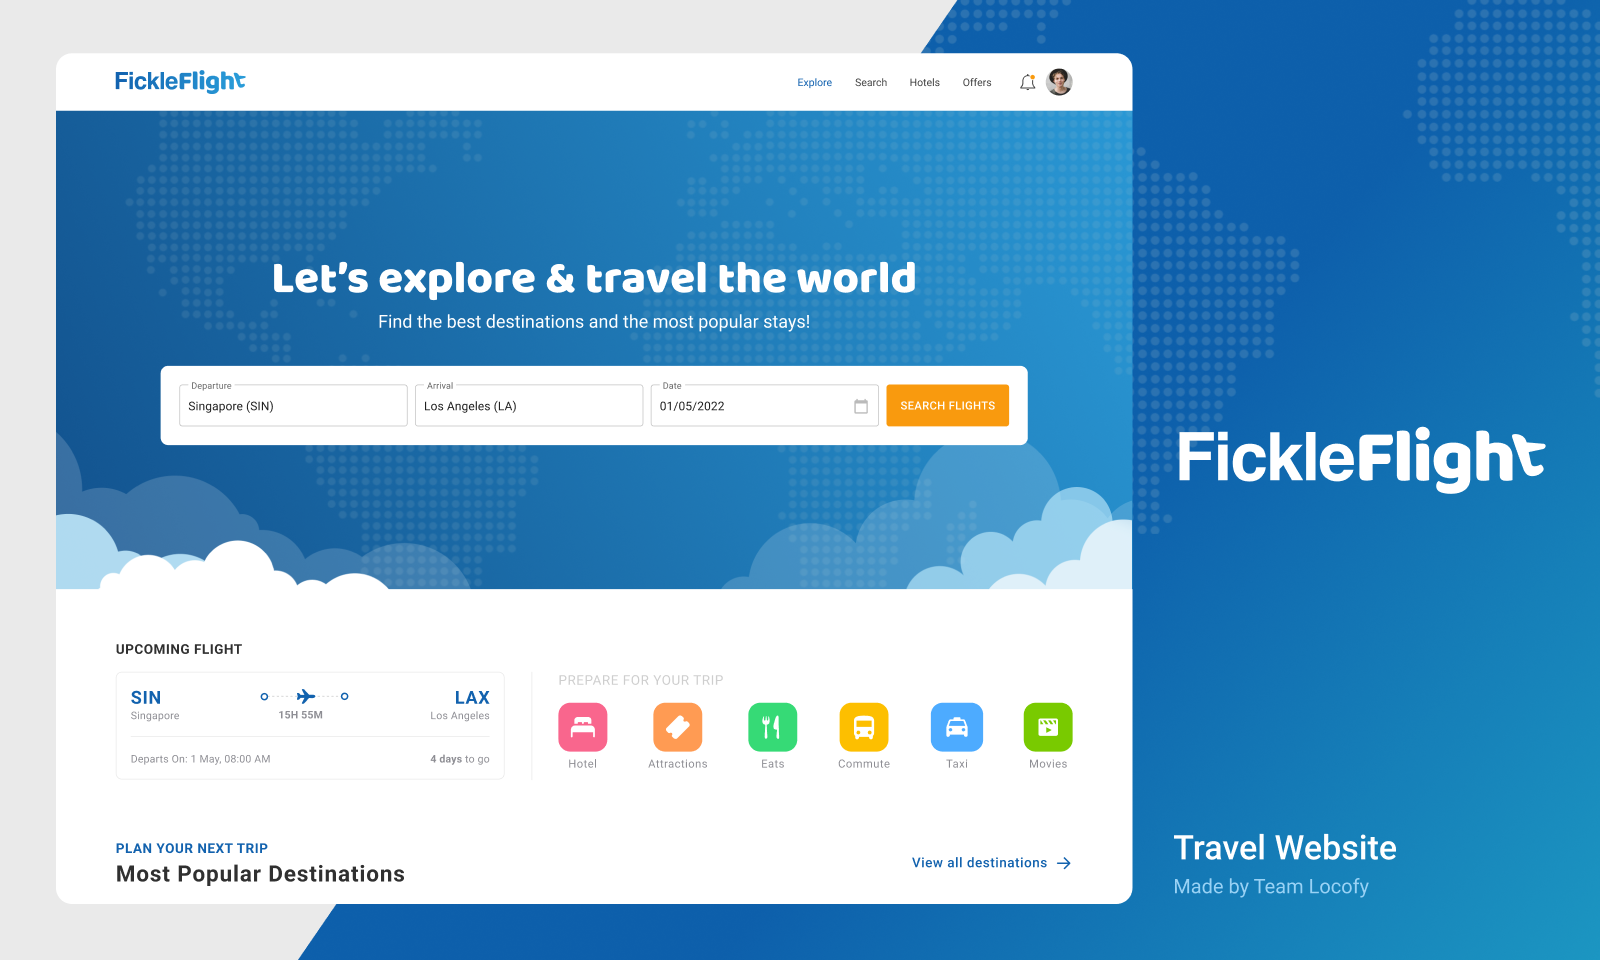 FickleFlight
Explore Search Hotels Offers
Let's explore & travel the world
Find the best destinations and the most popular stays!
Departure
Singapore (SIN)
Arrival
Los Angeles (LA)
Date
01/05/2022
SEARCH FLIGHTS
UPCOMING FLIGHT
SIN
Singapore
15H 55M
LAX
Los Angeles
Departs On: 1 May, 08:00 AM
4 days to go
PREPARE FOR YOUR TRIP
Hotel Attractions Eats Commute Taxi Movies
PLAN YOUR NEXT TRIP
Most Popular Destinations
View all destinations
FickleFlight
Travel Website
Made by Team Locofy